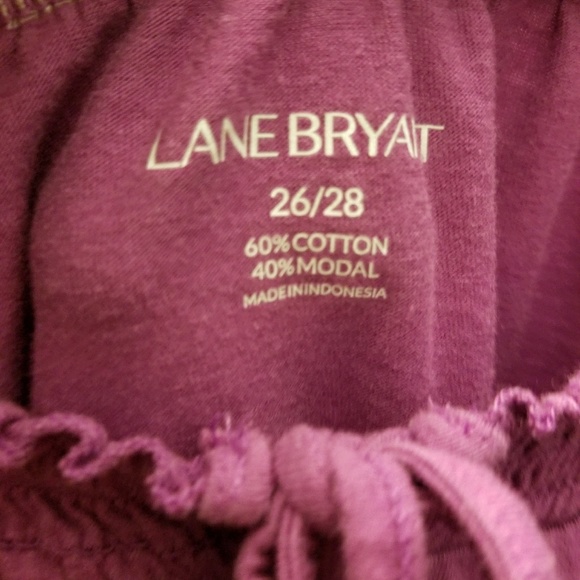 LANE BRYANT
26/28
60% COTTON
40% MODAL
MADE IN INDONESIA